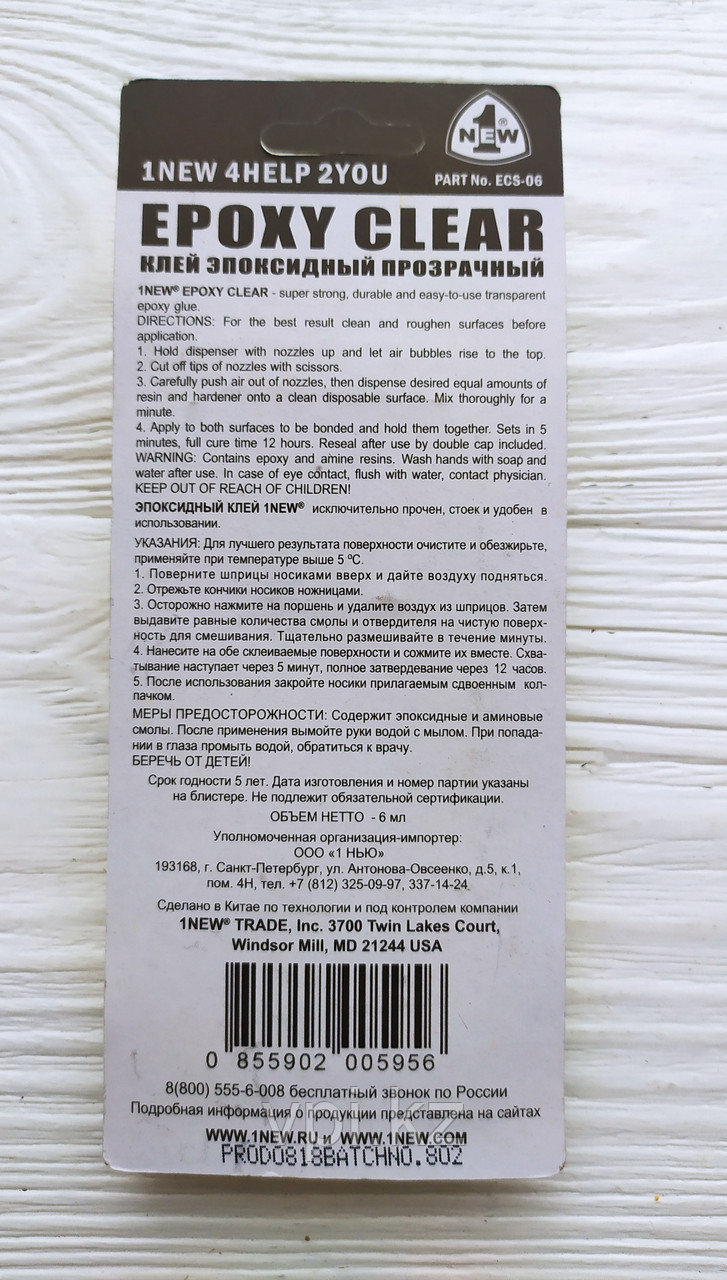 1
NEW®
1NEW 4HELP 2YOU
PART No. ECS-06
EPOXY CLEAR
КЛЕЙ ЭПОКСИДНЫЙ ПРОЗРАЧНЫЙ
1NEW® EPOXY CLEAR - super strong, durable and easy-to-use transparent
epoxy glue.
DIRECTIONS: For the best result clean and roughen surfaces before
application.
1. Hold dispenser with nozzles up and let air bubbles rise to the top.
2. Cut off tips of nozzles with scissors.
3. Carefully push air out of nozzles, then dispense desired equal amounts of
resin and hardener onto a clean disposable surface. Mix thoroughly for a
minute.
4. Apply to both surfaces to be bonded and hold them together. Sets in 5
minutes, full cure time 12 hours. Reseal after use by double cap included.
WARNING: Contains epoxy and amine resins. Wash hands with soap and
water after use. In case of eye contact, flush with water, contact physician.
KEEP OUT OF REACH OF CHILDREN!
ЭПОКСИДНЫЙ КЛЕЙ 1NEW® исключительно прочен, стоек и удобен в
использовании.
УКАЗАНИЯ: Для лучшего результата поверхности очистите и обезжирьте,
применяйте при температуре выше 5 ºС.
1. Поверните шприцы носиками вверх и дайте воздуху подняться.
2. Отрежьте кончики носиков ножницами.
3. Осторожно нажмите на поршень и удалите воздух из шприцов. Затем
выдавите равные количества смолы и отвердителя на чистую поверх-
ность для смешивания. Тщательно размешивайте в течение минуты.
4. Нанесите на обе склеиваемые поверхности и сожмите их вместе. Схва-
тывание наступает через 5 минут, полное затвердевание через 12 часов.
5. После использования закройте носики прилагаемым сдвоенным кол-
пачком.
МЕРЫ ПРЕДОСТОРОЖНОСТИ: Содержит эпоксидные и аминовые
смолы. После применения вымойте руки водой с мылом. При попада-
нии в глаза промыть водой, обратиться к врачу.
БЕРЕЧЬ ОТ ДЕТЕЙ!
Срок годности 5 лет. Дата изготовления и номер партии указаны
на блистере. Не подлежит обязательной сертификации.
ОБЪЕМ НЕТТО - 6 мл
Уполномоченная организация-импортер:
ООО «1 НЬЮ»
193168, г. Санкт-Петербург, ул. Антонова-Овсеенко, д.5, к.1,
пом. 4Н, тел. +7 (812) 325-09-97, 337-14-24
Сделано в Китае по технологии и под контролем компании
1NEW® TRADE, Inc. 3700 Twin Lakes Court,
Windsor Mill, MD 21244 USA
0 855902 005956
8(800) 555-6-008 бесплатный звонок по России
Подробная информация о продукции представлена на сайтах
WWW.1NEW.RU и WWW.1NEW.COM
PROD0818BATCHNO.802
vbi.kz